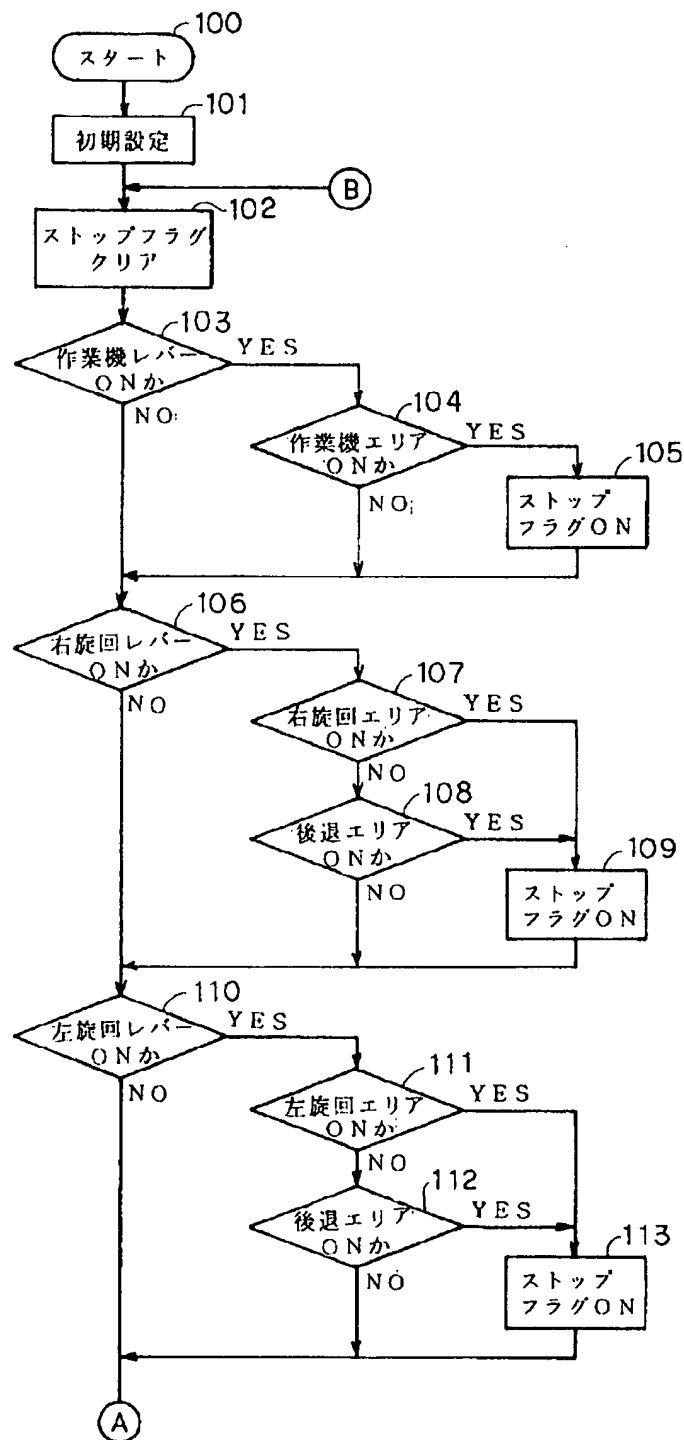 100
スタート
101
初期設定
B
102
ストップフラグ
クリア
103
作業機レバー
ONか
YES
NO
104
作業機エリア
ONか
YES
NO
105
ストップ
フラグON
106
右旋回レバー
ONか
YES
NO
107
右旋回エリア
ONか
YES
NO
108
後退エリア
ONか
YES
NO
109
ストップ
フラグON
110
左旋回レバー
ONか
YES
NO
111
左旋回エリア
ONか
YES
NO
112
後退エリア
ONか
YES
NO
113
ストップ
フラグON
A